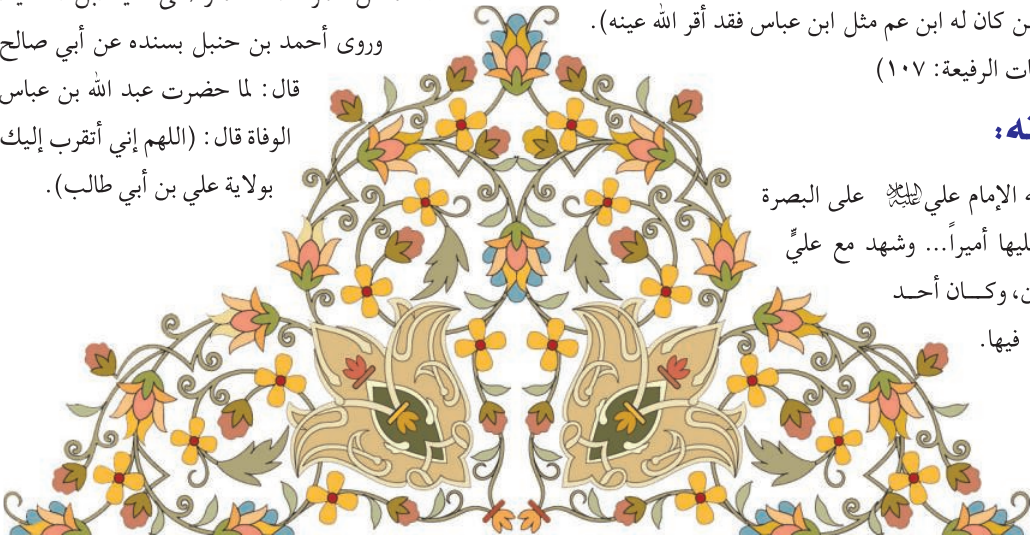 ن كان له ابن عم مثل ابن عباس فقد أقر الله عينه).
ات الرفيعة: ١٠٧)
الإمام علي عليه السلام على البصرة
عليها أميراً... وشهد مع عليٍّ
ن، وكـــان أحـــد
فيها.
وروى أحمد بن حنبل بسنده عن أبي صالح
قال: لما حضرت عبد الله بن عباس
الوفاة قال: (اللهم إني أتقرب إليك
بولاية علي بن أبي طالب).